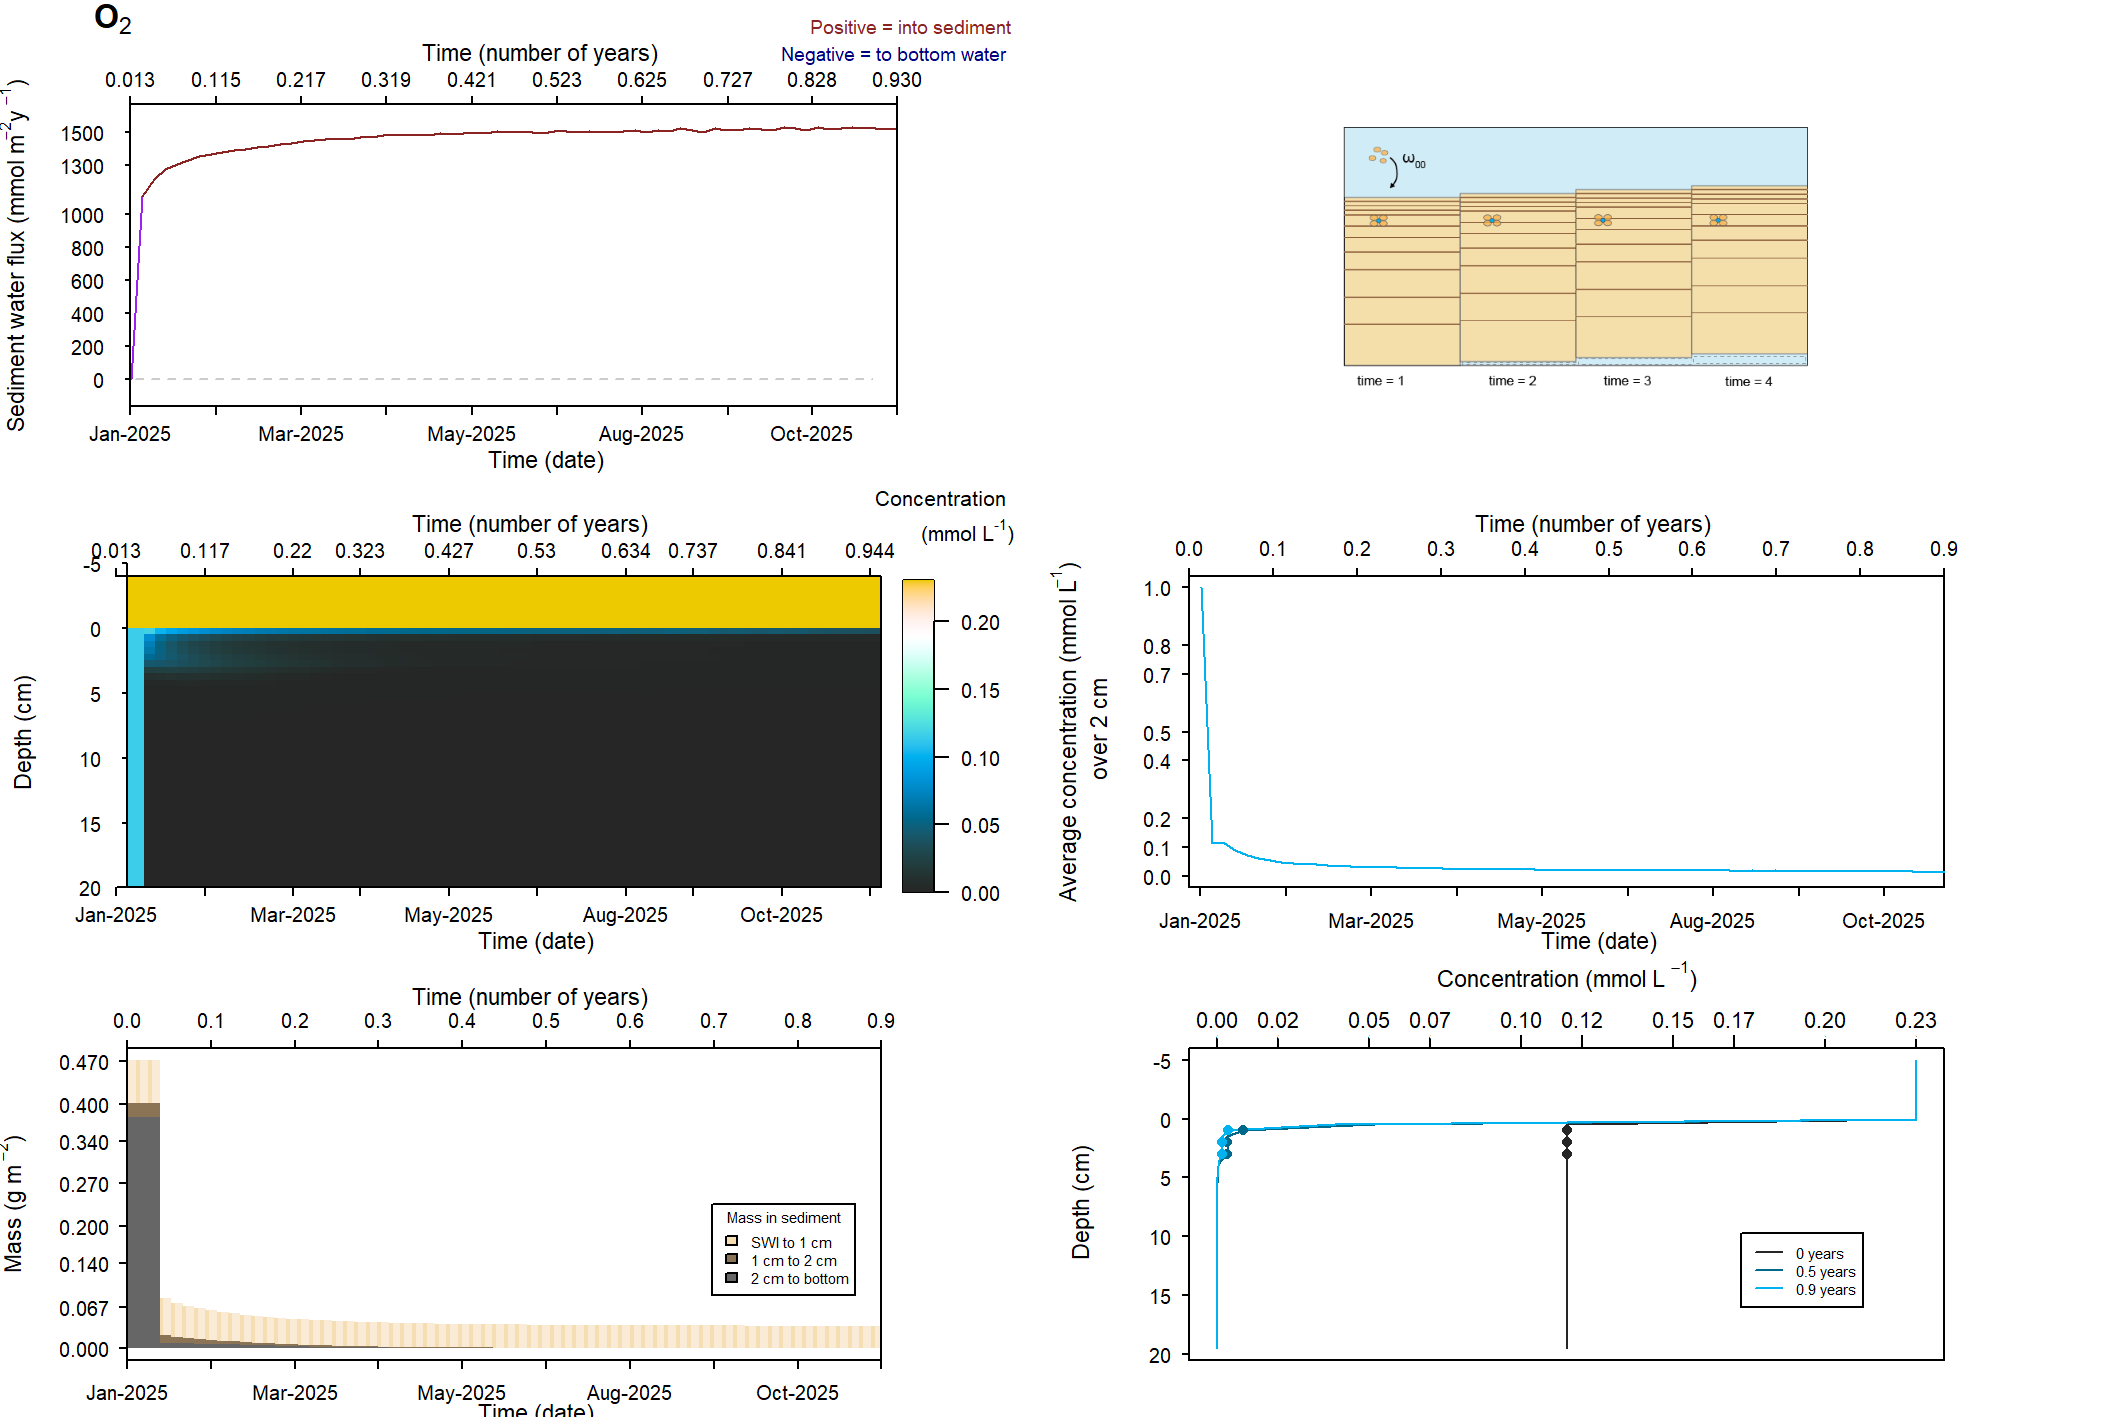 O2
Positive = into sediment
Negative = to bottom water
Time (number of years)
0.013 0.115 0.217 0.319 0.421 0.523 0.625 0.727 0.828 0.930
Sediment water flux (mmol m−2y−1)
1500
1300
1000
800
600
400
200
0
Jan-2025 Mar-2025 May-2025 Aug-2025 Oct-2025
Time (date)
ω00
time = 1 time = 2 time = 3 time = 4
Concentration
(mmol L-1)
Time (number of years)
0.013 0.117 0.22 0.323 0.427 0.53 0.634 0.737 0.841 0.944
Depth (cm)
-5
0
5
10
15
20
0.20
0.15
0.10
0.05
0.00
Jan-2025 Mar-2025 May-2025 Aug-2025 Oct-2025
Time (date)
Time (number of years)
0.0 0.1 0.2 0.3 0.4 0.5 0.6 0.7 0.8 0.9
Average concentration (mmol L−1)
over 2 cm
1.0
0.8
0.7
0.5
0.4
0.2
0.1
0.0
Jan-2025 Mar-2025 May-2025 Aug-2025 Oct-2025
Time (date)
Time (number of years)
0.0 0.1 0.2 0.3 0.4 0.5 0.6 0.7 0.8 0.9
Mass (g m−2)
0.470
0.400
0.340
0.270
0.200
0.140
0.067
0.000
Mass in sediment
SWI to 1 cm
1 cm to 2 cm
2 cm to bottom
Jan-2025 Mar-2025 May-2025 Aug-2025 Oct-2025
Time (date)
Concentration (mmol L −1)
0.00 0.02 0.05 0.07 0.10 0.12 0.15 0.17 0.20 0.23
Depth (cm)
-5
0
5
10
15
20
0 years
0.5 years
0.9 years